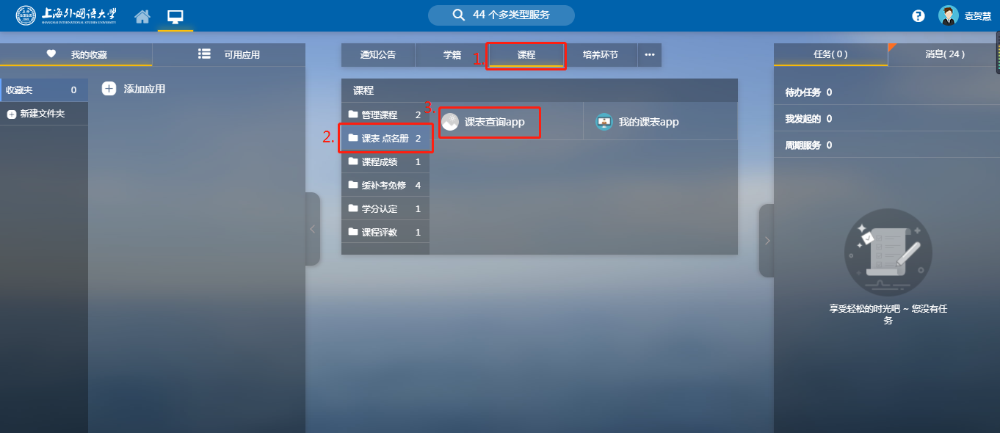 上海外国语大学
SHANGHAI INTERNATIONAL STUDIES UNIVERSITY
44 个多类型服务
袁贺慧
我的收藏
可用应用
收藏夹 0
添加应用
新建文件夹
通知公告
学籍
1.
课程
培养环节
课程
管理课程 2
2.
课表 点名册 2
课程成绩 1
缓补考免修 4
学分认定 1
课程评教 1
3.
课表查询app
我的课表app
任务( 0 )
消息( 24 )
待办任务 0
我发起的 0
周期服务 0
享受轻松的时光吧 ~ 您没有任
务